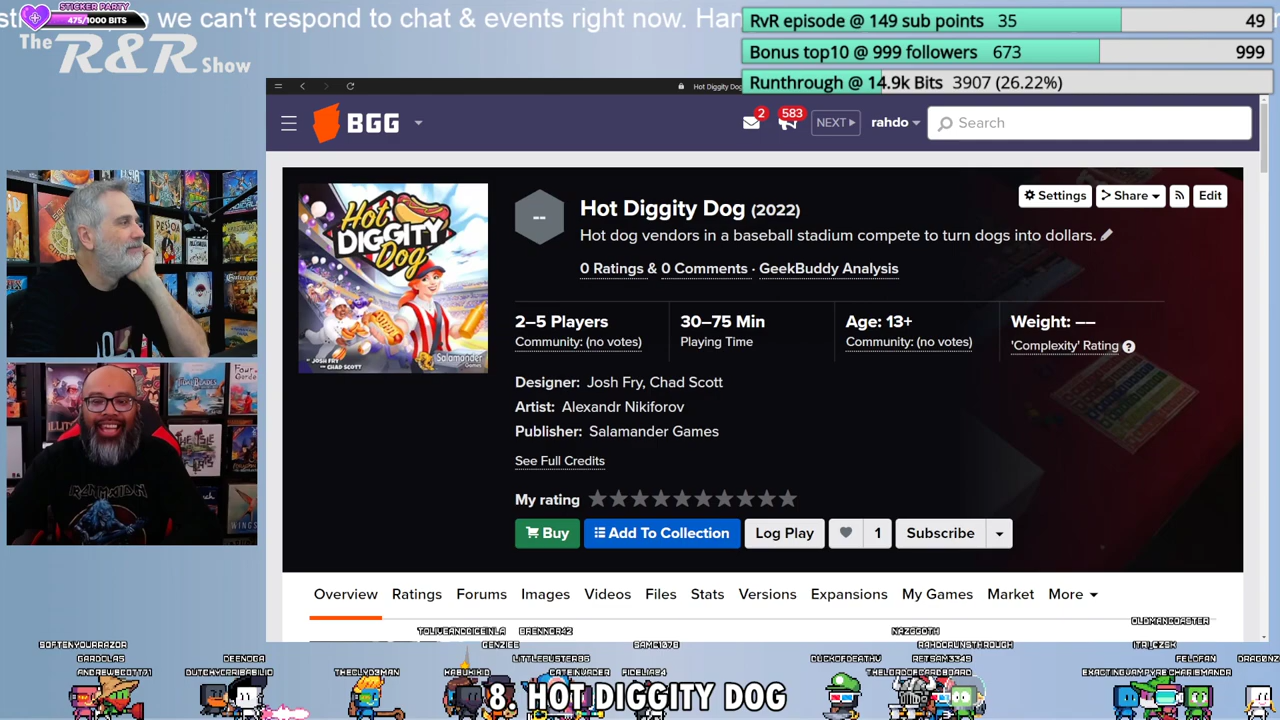 STICKER PARTY
475/1000 BITS
we can't respond to chat & events right now. Han
The R&R Show
RvR episode @ 149 sub points 35 49
Bonus top10 @ 999 followers 673 999
Runthrough @ 14.9k Bits 3907 (26.22%)
Hot Diggity Dog
BGG
2
583
NEXT
rahdo
Search
Settings
Share
Edit
Hot DIGGITY Dog
BY JOSH FRY
AND CHAD SCOTT
Salamander Games
--
Hot Diggity Dog (2022)
Hot dog vendors in a baseball stadium compete to turn dogs into dollars.
0 Ratings & 0 Comments · GeekBuddy Analysis
2–5 Players
Community: (no votes)
30–75 Min
Playing Time
Age: 13+
Community: (no votes)
Weight: ––
'Complexity' Rating ?
Designer: Josh Fry, Chad Scott
Artist: Alexandr Nikiforov
Publisher: Salamander Games
See Full Credits
My rating
Buy
Add To Collection
Log Play
1
Subscribe
Overview
Ratings
Forums
Images
Videos
Files
Stats
Versions
Expansions
My Games
Market
More
IRON MAIDEN
8. HOT DIGGITY DOG